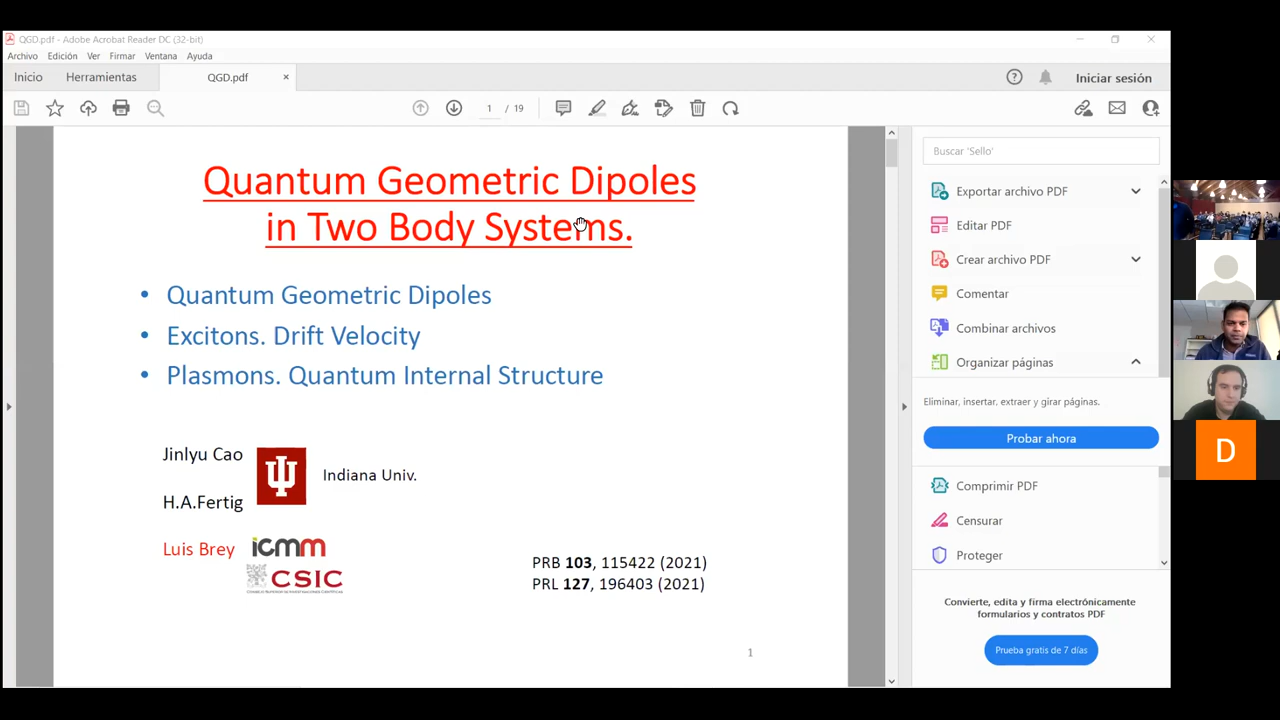 QGD.pdf - Adobe Acrobat Reader DC (32-bit)
Archivo Edición Ver Firmar Ventana Ayuda
Inicio Herramientas QGD.pdf × Iniciar sesión
1 / 19
Quantum Geometric Dipoles
in Two Body Systems.
• Quantum Geometric Dipoles
• Excitons. Drift Velocity
• Plasmons. Quantum Internal Structure
Jinlyu Cao
Indiana Univ.
H.A.Fertig
Luis Brey icmm
CSIC
PRB 103, 115422 (2021)
PRL 127, 196403 (2021)
1
Buscar 'Sello'
Exportar archivo PDF
Editar PDF
Crear archivo PDF
Comentar
Combinar archivos
Organizar páginas
Eliminar, insertar, extraer y girar páginas.
Probar ahora
Comprimir PDF
Censurar
Proteger
Convierte, edita y firma electrónicamente
formularios y contratos PDF
Prueba gratis de 7 días
D